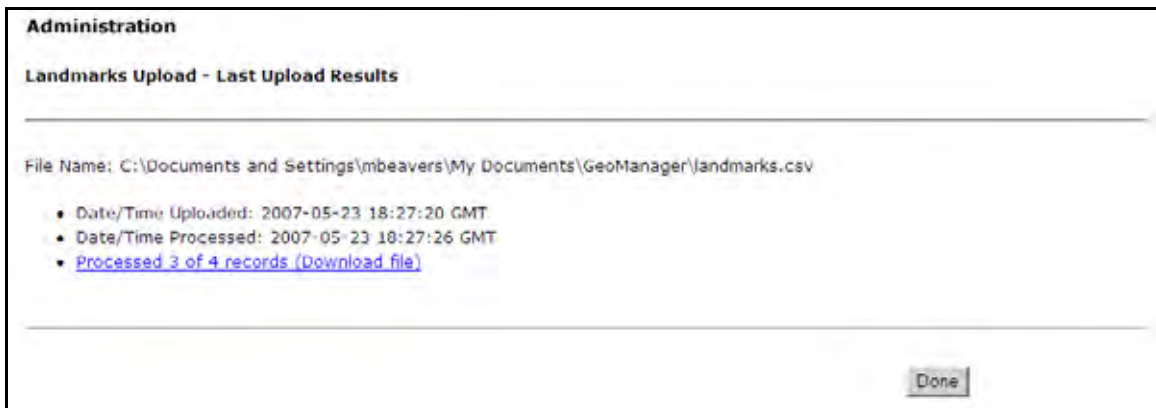 Administration
Landmarks Upload - Last Upload Results
File Name: C:\Documents and Settings\mbeavers\My Documents\GeoManager\landmarks.csv
• Date/Time Uploaded: 2007-05-23 18:27:20 GMT
• Date/Time Processed: 2007-05-23 18:27:26 GMT
• Processed 3 of 4 records (Download file)
Done